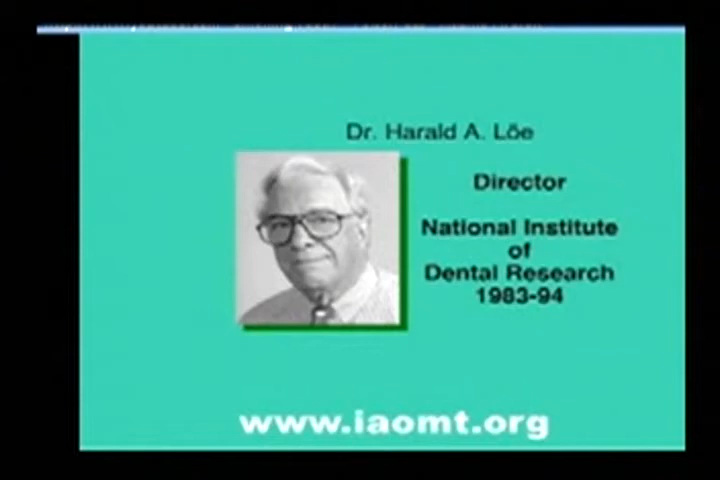 Dr. Harald A. Löe
Director
National Institute
of
Dental Research
1983-94
www.iaomt.org